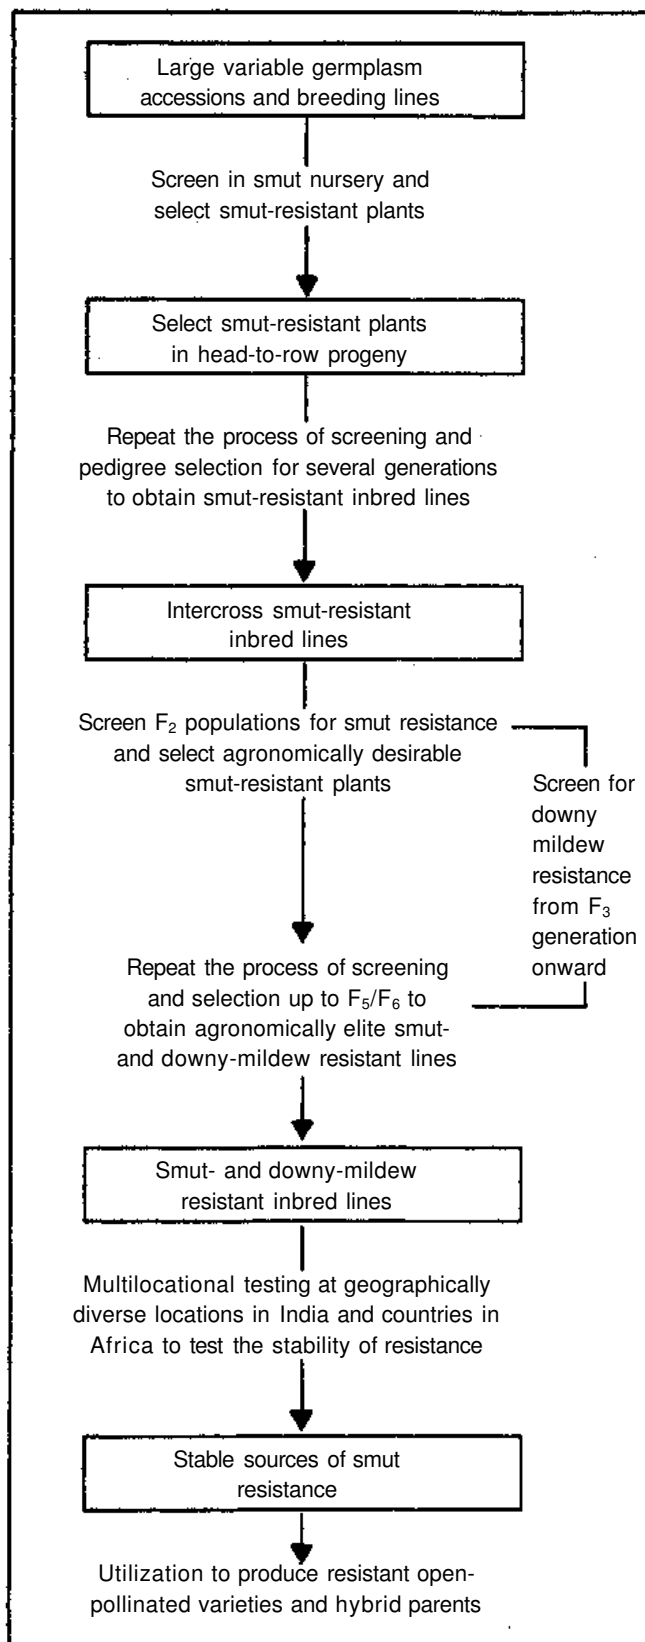 Large variable germplasm
accessions and breeding lines
Screen in smut nursery and
select smut-resistant plants
Select smut-resistant plants
in head-to-row progeny
Repeat the process of screening and
pedigree selection for several generations
to obtain smut-resistant inbred lines
Intercross smut-resistant
inbred lines
Screen F₂ populations for smut resistance
and select agronomically desirable
smut-resistant plants
Screen for
downy
mildew
resistance
from F₃
generation
onward
Repeat the process of screening
and selection up to F₅/F₆ to
obtain agronomically elite smut-
and downy-mildew resistant lines
Smut- and downy-mildew
resistant inbred lines
Multilocational testing at geographically
diverse locations in India and countries in
Africa to test the stability of resistance
Stable sources of smut
resistance
Utilization to produce resistant open-
pollinated varieties and hybrid parents